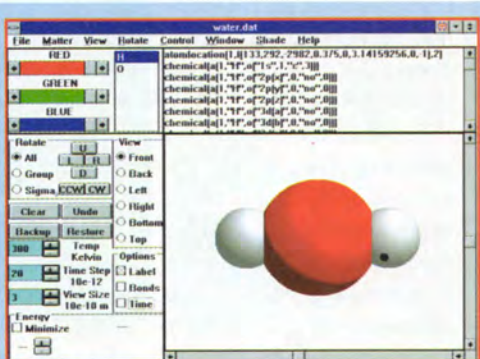 water.dat
File Matter View Rotate Control Window Shade Help
RED
GREEN
BLUE
H
O
atomlocation(1,l(133,292,-2982,0.375,0,3.14159256,0,-1),2)
chemical(a(1,"H",o("1s",1,"c",3)))
chemical(a(1,"H",o("2p(x)",0,"no",0)))
chemical(a(1,"H",o("2p(y)",0,"no",0)))
chemical(a(1,"H",o("2p(z)",0,"no",0)))
chemical(a(1,"H",o("3d(a)",0,"no",0)))
chemical(a(1,"H",o("3d(b)",0,"no",0)))
Rotate
All
Group
Sigma
U
L R
D
CCW CW
View
Front
Back
Left
Right
Bottom
Top
Clear Undo
Backup Restore
300 Temp
Kelvin
20 Time Step
10e-12
3 View Size
10e-10 m
Options
Label
Bonds
Time
Energy
Minimize